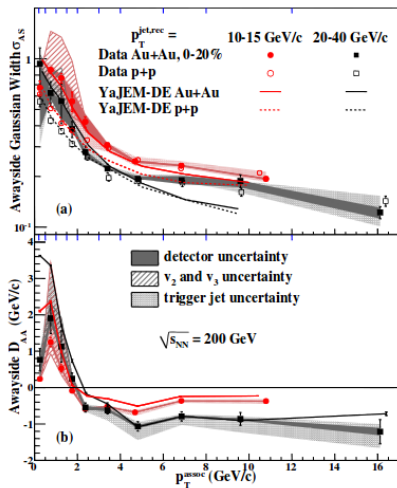 p_T^jet,rec = 10-15 GeV/c 20-40 GeV/c
Data Au+Au, 0-20%
Data p+p
YaJEM-DE Au+Au
YaJEM-DE p+p
Awayside Gaussian Width σ_AS
1
10^-1
(a)
detector uncertainty
v_2 and v_3 uncertainty
trigger jet uncertainty
√s_NN = 200 GeV
Awayside D_AA (GeV/c)
4
3
2
1
0
-1
-2
(b)
0 2 4 6 8 10 12 14 16
p_T^assoc (GeV/c)